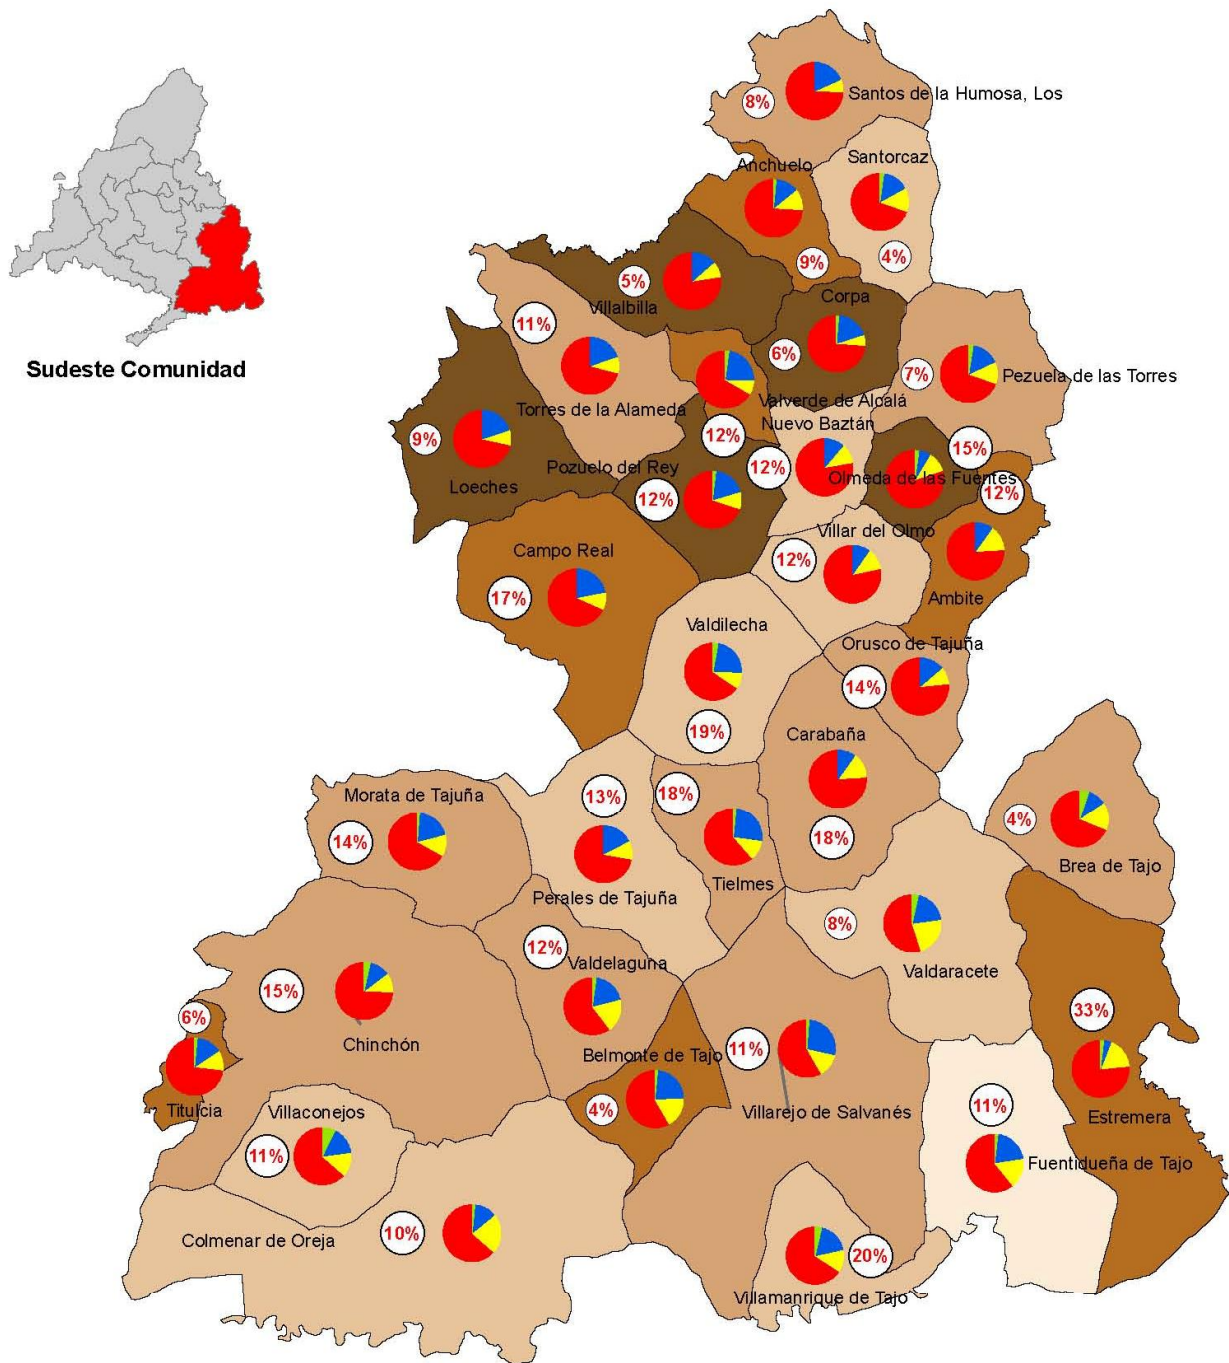 Santos de la Humosa, Los
8%
Anchuelo
Santorcaz
9%
4%
5%
Villalbilla
Corpa
11%
6%
7%
Pezuela de las Torres
Sudeste Comunidad
Torres de la Alameda
Valverde de Alcalá
Nuevo Baztán
9%
12%
15%
Pozuelo del Rey
12%
Olmeda de las Fuentes
Loeches
12%
12%
Villar del Olmo
Campo Real
12%
17%
Ambite
Valdilecha
Orusco de Tajuña
14%
19%
Carabaña
Morata de Tajuña
13%
18%
14%
18%
4%
Brea de Tajo
Perales de Tajuña
Tielmes
8%
12%
Valdelaguna
Valdaracete
15%
33%
6%
Chinchón
Belmonte de Tajo
11%
Titulcia
Villaconejos
4%
Villarejo de Salvanés
11%
Estremera
11%
Fuentidueña de Tajo
Colmenar de Oreja
10%
20%
Villamanrique de Tajo